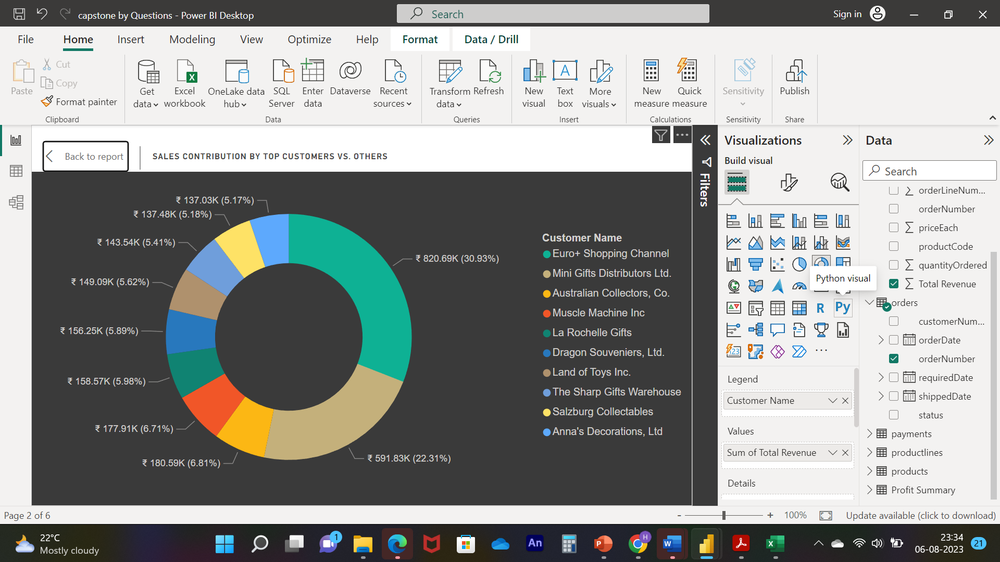 capstone by Questions - Power BI Desktop
Search
Sign in
File Home Insert Modeling View Optimize Help Format Data / Drill
Paste
Cut
Copy
Format painter
Clipboard
Get data
Excel workbook
OneLake data hub
SQL Server
Enter data
Dataverse
Recent sources
Data
Transform data
Refresh
Queries
New visual
Text box
A
More visuals
Insert
New measure
Quick measure
Calculations
Sensitivity
Sensitivity
Publish
Share
Back to report
SALES CONTRIBUTION BY TOP CUSTOMERS VS. OTHERS
₹ 137.03K (5.17%)
₹ 137.48K (5.18%)
₹ 143.54K (5.41%)
₹ 149.09K (5.62%)
₹ 156.25K (5.89%)
₹ 158.57K (5.98%)
₹ 177.91K (6.71%)
₹ 180.59K (6.81%)
₹ 820.69K (30.93%)
₹ 591.83K (22.31%)
Customer Name
Euro+ Shopping Channel
Mini Gifts Distributors Ltd.
Australian Collectors, Co.
Muscle Machine Inc
La Rochelle Gifts
Dragon Souveniers, Ltd.
Land of Toys Inc.
The Sharp Gifts Warehouse
Salzburg Collectables
Anna's Decorations, Ltd
Filters
Visualizations
Build visual
Python visual
R Py
123
Legend
Customer Name
Values
Sum of Total Revenue
Details
Data
Search
orderLineNum...
orderNumber
priceEach
productCode
quantityOrdered
Total Revenue
orders
customerNum...
orderDate
orderNumber
requiredDate
shippedDate
status
payments
productlines
products
Profit Summary
Page 2 of 6
- + 100%
Update available (click to download)
22°C
Mostly cloudy
1
An
P
H
W
X
23:34
06-08-2023
21